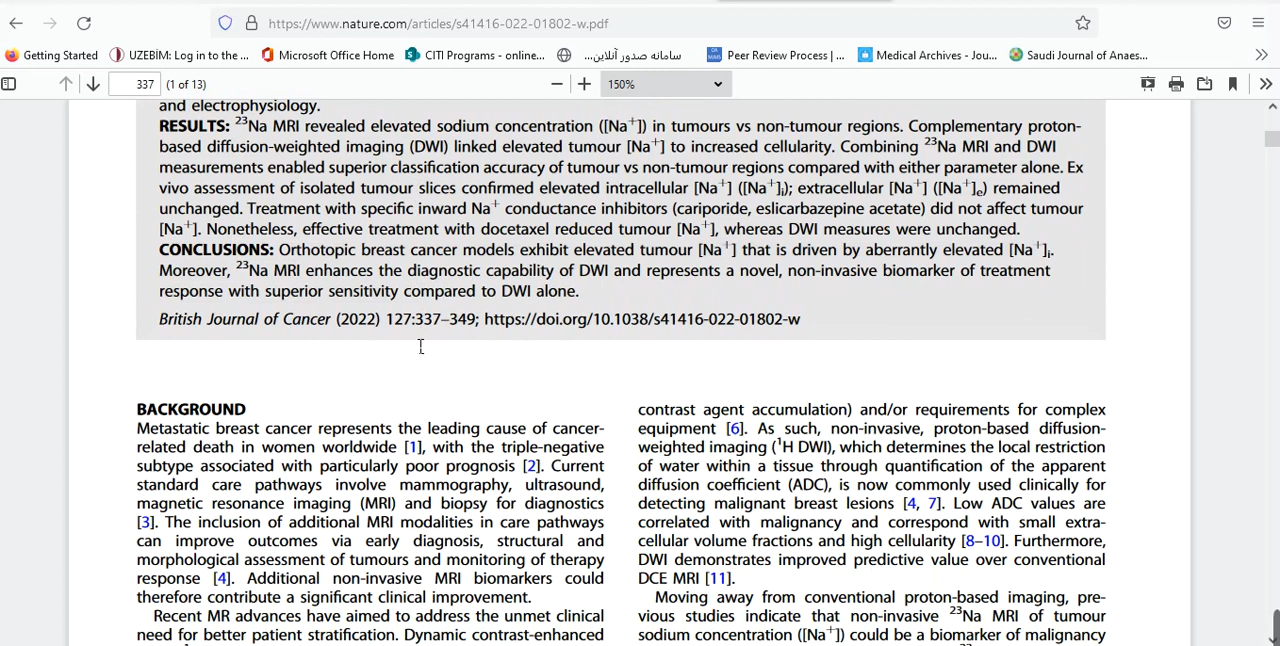 https://www.nature.com/articles/s41416-022-01802-w.pdf
Getting Started UZEBİM: Log in to the ... Microsoft Office Home CITI Programs - online... سامانه صدور آنلاین... Peer Review Process | ... Medical Archives - Jou... Saudi Journal of Anaes...
337 (1 of 13) 150%
and electrophysiology.
RESULTS: ²³Na MRI revealed elevated sodium concentration ([Na⁺]) in tumours vs non-tumour regions. Complementary proton-
based diffusion-weighted imaging (DWI) linked elevated tumour [Na⁺] to increased cellularity. Combining ²³Na MRI and DWI
measurements enabled superior classification accuracy of tumour vs non-tumour regions compared with either parameter alone. Ex
vivo assessment of isolated tumour slices confirmed elevated intracellular [Na⁺] ([Na⁺]ᵢ); extracellular [Na⁺] ([Na⁺]ₑ) remained
unchanged. Treatment with specific inward Na⁺ conductance inhibitors (cariporide, eslicarbazepine acetate) did not affect tumour
[Na⁺]. Nonetheless, effective treatment with docetaxel reduced tumour [Na⁺], whereas DWI measures were unchanged.
CONCLUSIONS: Orthotopic breast cancer models exhibit elevated tumour [Na⁺] that is driven by aberrantly elevated [Na⁺]ᵢ.
Moreover, ²³Na MRI enhances the diagnostic capability of DWI and represents a novel, non-invasive biomarker of treatment
response with superior sensitivity compared to DWI alone.
British Journal of Cancer (2022) 127:337–349; https://doi.org/10.1038/s41416-022-01802-w
BACKGROUND
Metastatic breast cancer represents the leading cause of cancer-
related death in women worldwide [1], with the triple-negative
subtype associated with particularly poor prognosis [2]. Current
standard care pathways involve mammography, ultrasound,
magnetic resonance imaging (MRI) and biopsy for diagnostics
[3]. The inclusion of additional MRI modalities in care pathways
can improve outcomes via early diagnosis, structural and
morphological assessment of tumours and monitoring of therapy
response [4]. Additional non-invasive MRI biomarkers could
therefore contribute a significant clinical improvement.
Recent MR advances have aimed to address the unmet clinical
need for better patient stratification. Dynamic contrast-enhanced
contrast agent accumulation) and/or requirements for complex
equipment [6]. As such, non-invasive, proton-based diffusion-
weighted imaging (¹H DWI), which determines the local restriction
of water within a tissue through quantification of the apparent
diffusion coefficient (ADC), is now commonly used clinically for
detecting malignant breast lesions [4, 7]. Low ADC values are
correlated with malignancy and correspond with small extra-
cellular volume fractions and high cellularity [8–10]. Furthermore,
DWI demonstrates improved predictive value over conventional
DCE MRI [11].
Moving away from conventional proton-based imaging, pre-
vious studies indicate that non-invasive ²³Na MRI of tumour
sodium concentration ([Na⁺]) could be a biomarker of malignancy